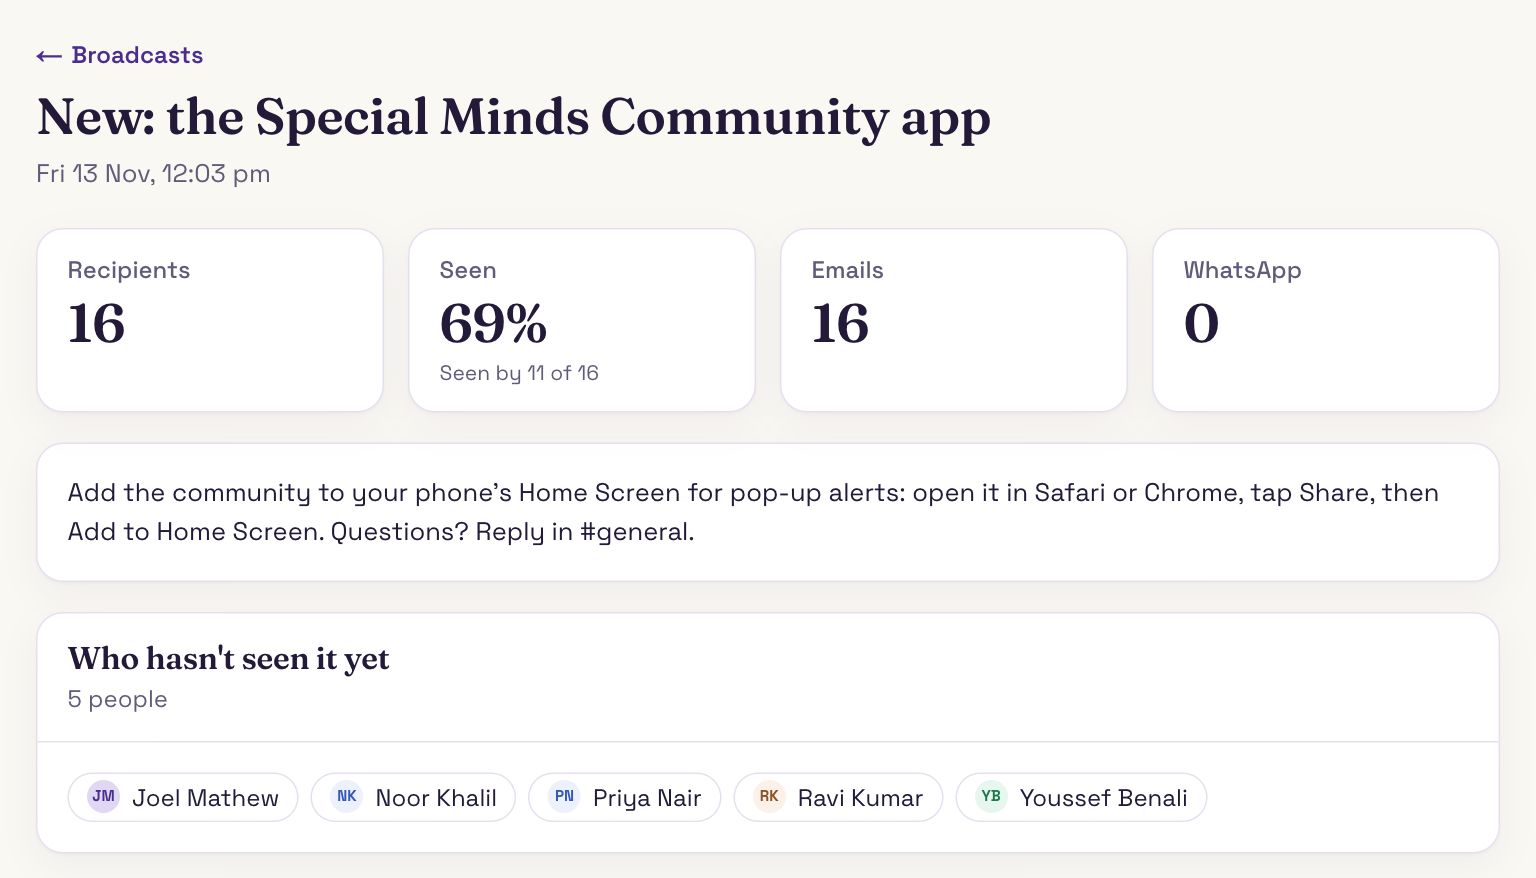 ← Broadcasts
New: the Special Minds Community app
Fri 13 Nov, 12:03 pm
Recipients
16
Seen
69%
Seen by 11 of 16
Emails
16
WhatsApp
0
Add the community to your phone’s Home Screen for pop-up alerts: open it in Safari or Chrome, tap Share, then
Add to Home Screen. Questions? Reply in #general.
Who hasn't seen it yet
5 people
JM Joel Mathew
NK Noor Khalil
PN Priya Nair
RK Ravi Kumar
YB Youssef Benali